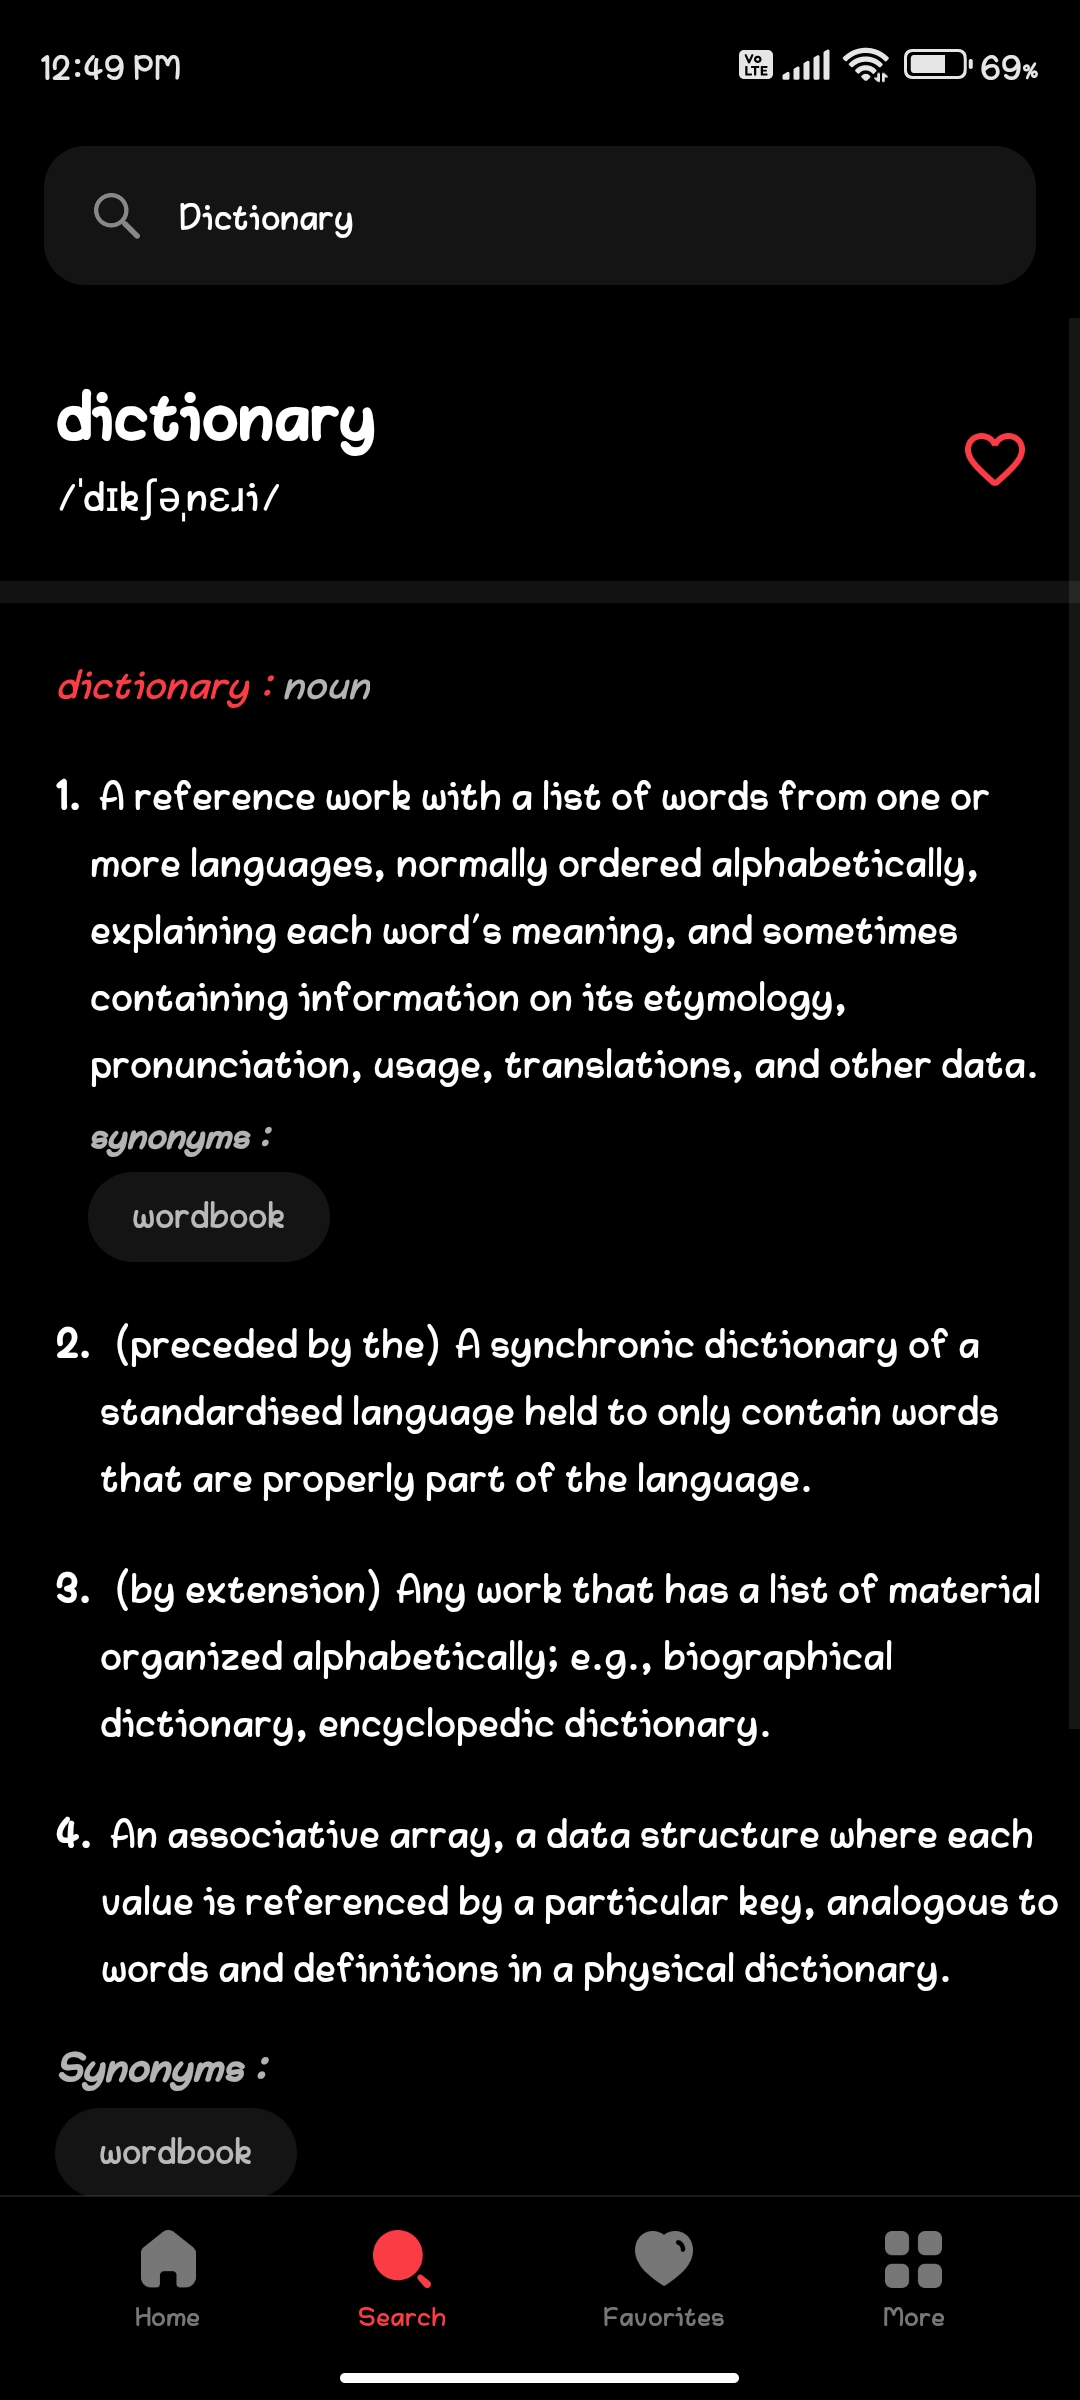 12:49 PM
Vo LTE 69%
Dictionary
dictionary
/ˈdɪkʃəˌnɛɹi/
dictionary : noun
1. A reference work with a list of words from one or
more languages, normally ordered alphabetically,
explaining each word's meaning, and sometimes
containing information on its etymology,
pronunciation, usage, translations, and other data.
synonyms :
wordbook
2. (preceded by the) A synchronic dictionary of a
standardised language held to only contain words
that are properly part of the language.
3. (by extension) Any work that has a list of material
organized alphabetically; e.g., biographical
dictionary, encyclopedic dictionary.
4. An associative array, a data structure where each
value is referenced by a particular key, analogous to
words and definitions in a physical dictionary.
Synonyms :
wordbook
Home Search Favorites More